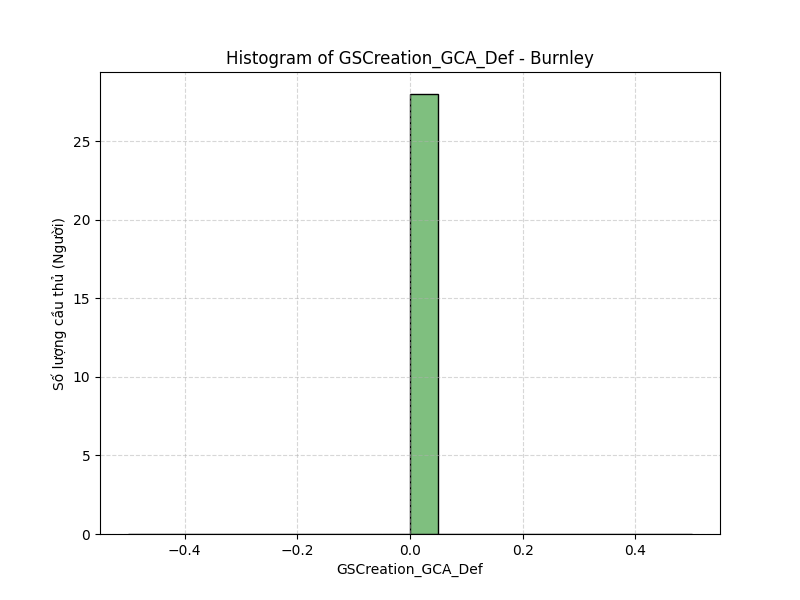 Histogram of GSCreation_GCA_Def - Burnley
Số lượng cầu thủ (Người)
25
20
15
10
5
0
−0.4 −0.2 0.0 0.2 0.4
GSCreation_GCA_Def